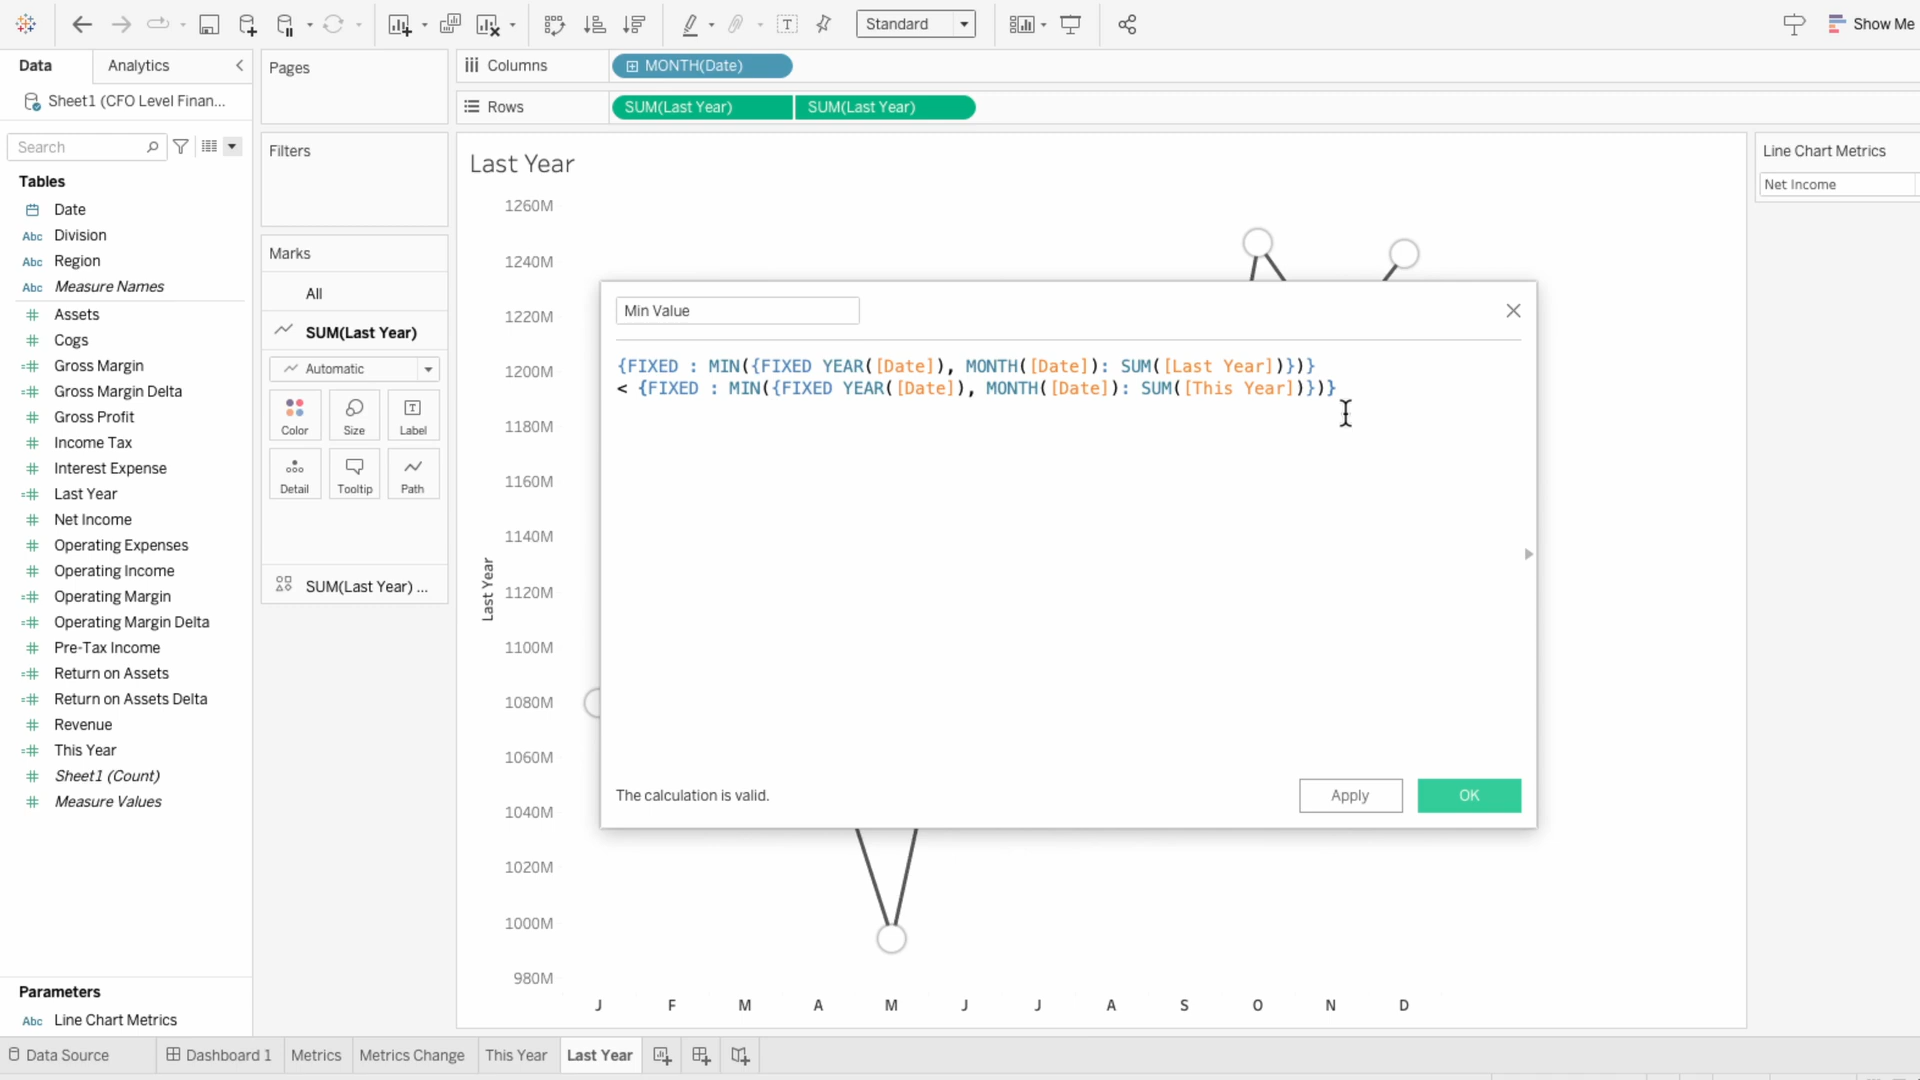 Standard
Show Me
Data
Analytics
Pages
Columns
MONTH(Date)
Sheet1 (CFO Level Finan...
Rows
SUM(Last Year)
SUM(Last Year)
Search
Filters
Last Year
Line Chart Metrics
Net Income
Tables
Date
Abc Division
Abc Region
Abc Measure Names
Assets
Cogs
Gross Margin
Gross Margin Delta
Gross Profit
Income Tax
Interest Expense
Last Year
Net Income
Operating Expenses
Operating Income
Operating Margin
Operating Margin Delta
Pre-Tax Income
Return on Assets
Return on Assets Delta
Revenue
This Year
Sheet1 (Count)
Measure Values
Parameters
Abc Line Chart Metrics
Marks
All
SUM(Last Year)
Automatic
Color
Size
Label
Detail
Tooltip
Path
SUM(Last Year) ...
1260M
1240M
1220M
1200M
1180M
1160M
1140M
1120M
1100M
1080M
1060M
1040M
1020M
1000M
980M
Last Year
J F M A M J J A S O N D
Min Value
{FIXED : MIN({FIXED YEAR([Date]), MONTH([Date]): SUM([Last Year])})}
< {FIXED : MIN({FIXED YEAR([Date]), MONTH([Date]): SUM([This Year])})}
The calculation is valid.
Apply
OK
Data Source
Dashboard 1
Metrics
Metrics Change
This Year
Last Year